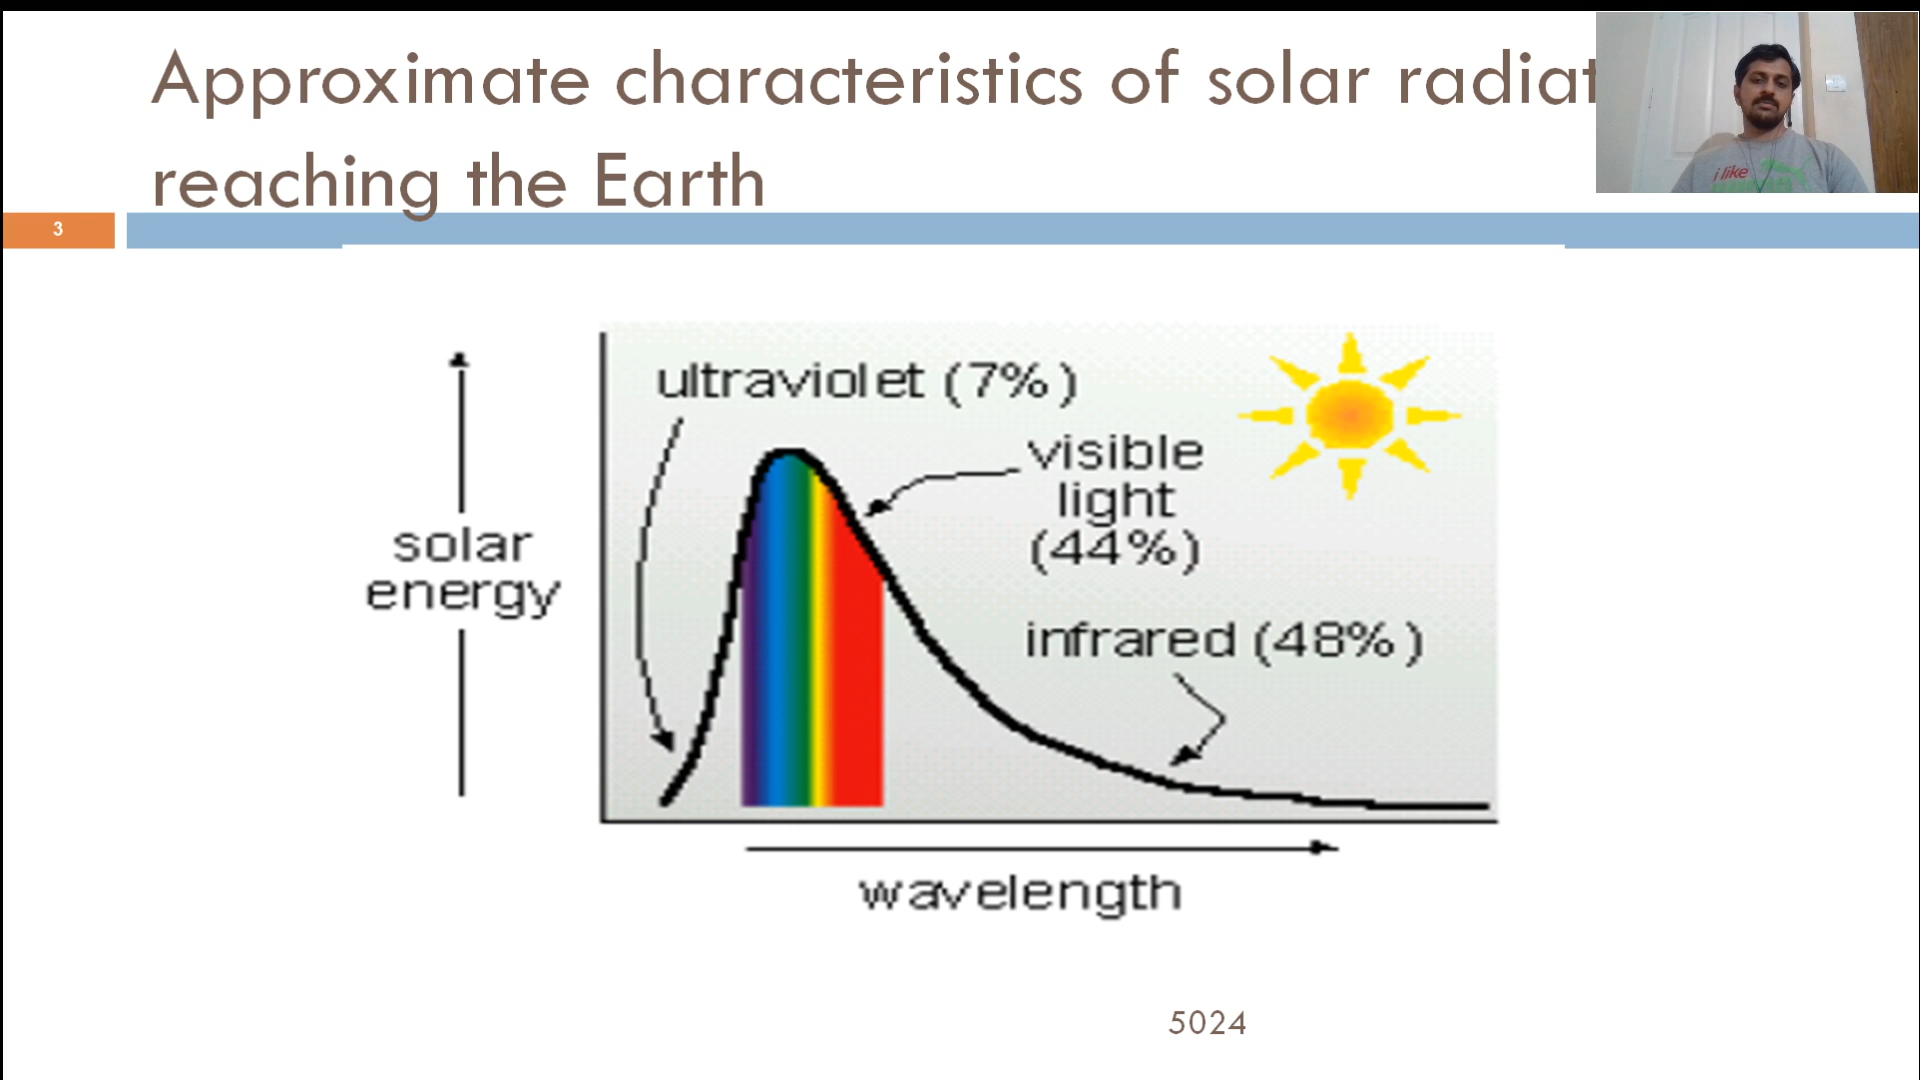 Approximate characteristics of solar radiat
reaching the Earth
3
ultraviolet (7%)
visible
light
(44%)
solar
energy
infrared (48%)
wavelength
5024
i like